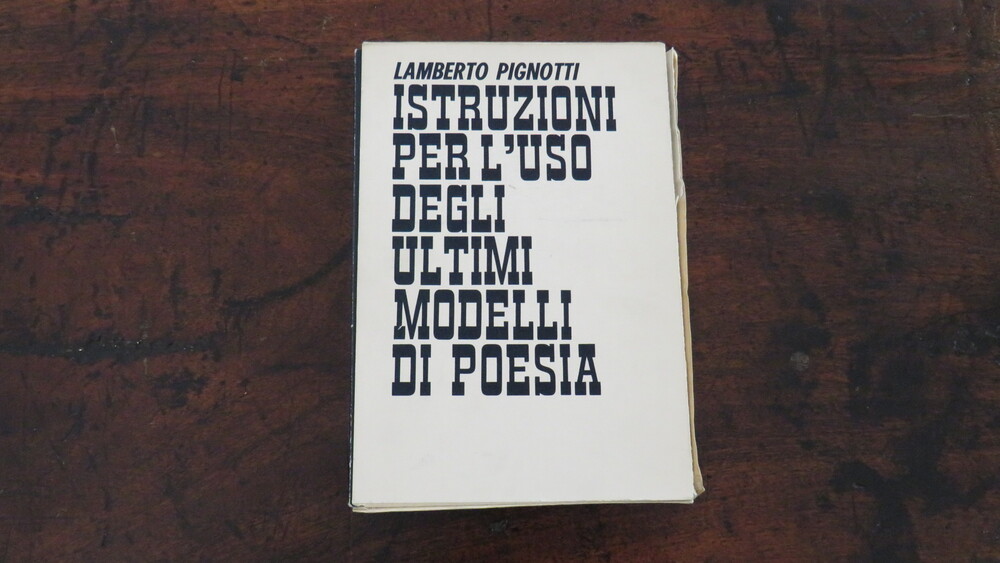 LAMBERTO PIGNOTTI
ISTRUZIONI
PER L'USO
DEGLI
ULTIMI
MODELLI
DI POESIA